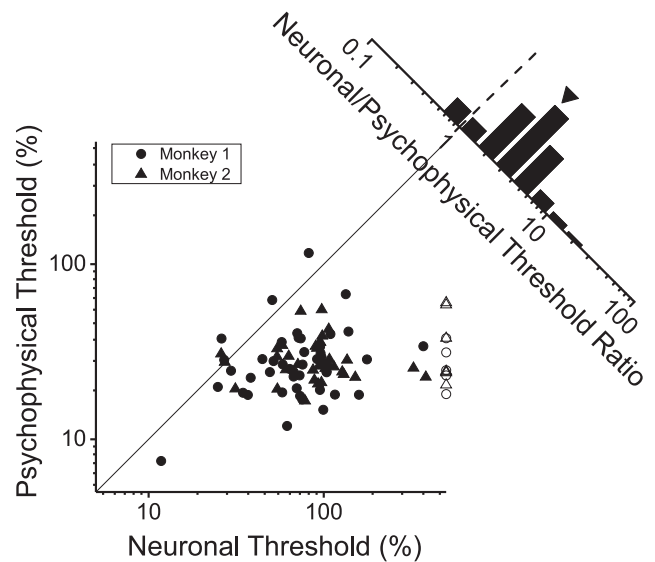 0.1
1
10
100
Neuronal/Psychophysical Threshold Ratio
Monkey 1
Monkey 2
Psychophysical Threshold (%)
100
10
10
100
Neuronal Threshold (%)